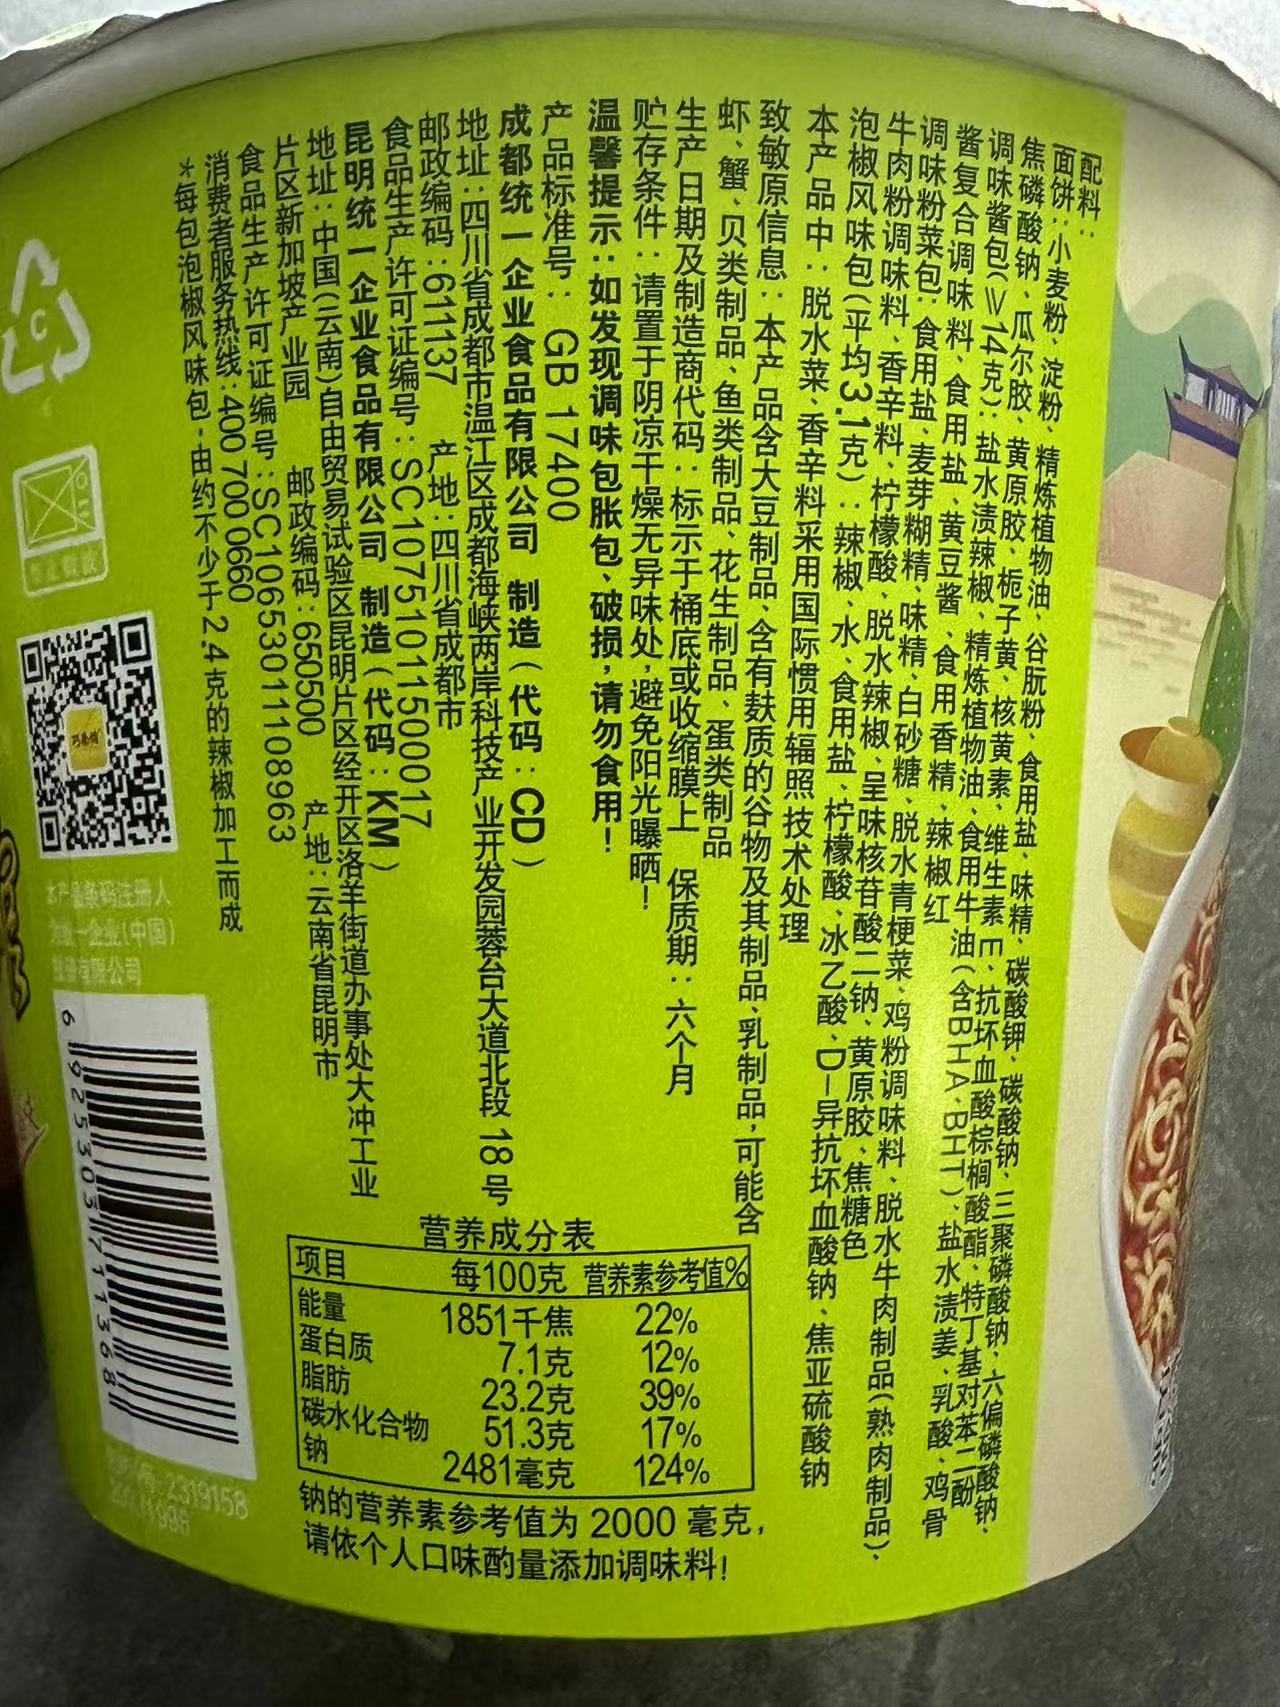 配料:
面饼:小麦粉、淀粉、精炼植物油、谷朊粉、食用盐、味精、碳酸钾、碳酸钠、三聚磷酸钠、六偏磷酸钠、
焦磷酸钠、瓜尔胶、黄原胶、栀子黄、核黄素、维生素E、抗坏血酸棕榈酸酯、特丁基对苯二酚
调味酱包(≥14克):盐水渍辣椒、精炼植物油、食用牛油(含BHA、BHT)、盐水渍姜、乳酸、鸡骨
酱复合调味料、食用盐、黄豆酱、食用香精、辣椒红
调味粉菜包:食用盐、麦芽糊精、味精、白砂糖、脱水青梗菜、鸡粉调味料、脱水牛肉制品(熟肉制品)、
牛肉粉调味料、香辛料、柠檬酸、脱水辣椒、呈味核苷酸二钠、黄原胶、焦糖色
泡椒风味包(平均3.1克):辣椒、水、食用盐、柠檬酸、冰乙酸、D-异抗坏血酸钠、焦亚硫酸钠
本产品中:脱水菜、香辛料采用国际惯用辐照技术处理
致敏原信息:本产品含大豆制品、含有麸质的谷物及其制品、乳制品,可能含
虾、蟹、贝类制品、鱼类制品、花生制品、蛋类制品
生产日期及制造商代码:标示于桶底或收缩膜上 保质期:六个月
贮存条件:请置于阴凉干燥无异味处,避免阳光曝晒!
温馨提示:如发现调味包胀包、破损,请勿食用!
产品标准号:GB 17400
成都统一企业食品有限公司 制造(代码:CD)
地址:四川省成都市温江区成都海峡两岸科技产业开发园蓉台大道北段18号
邮政编码:611137 产地:四川省成都市
食品生产许可证编号:SC10751011500017
昆明统一企业食品有限公司 制造(代码:KM)
地址:中国(云南)自由贸易试验区昆明片区经开区洛羊街道办事处大冲工业
片区新加坡产业园 邮政编码:650500 产地:云南省昆明市
食品生产许可证编号:SC10653011108963
消费者服务热线:400 700 0660
*每包泡椒风味包,由约不少于2.4克的辣椒加工而成
营养成分表
项目 每100克 营养素参考值%
能量 1851千焦 22%
蛋白质 7.1克 12%
脂肪 23.2克 39%
碳水化合物 51.3克 17%
钠 2481毫克 124%
钠的营养素参考值为 2000 毫克,
请依个人口味酌量添加调味料!
本产品条码注册人
为统一企业(中国)
有限公司
6 925303 711368
2319158